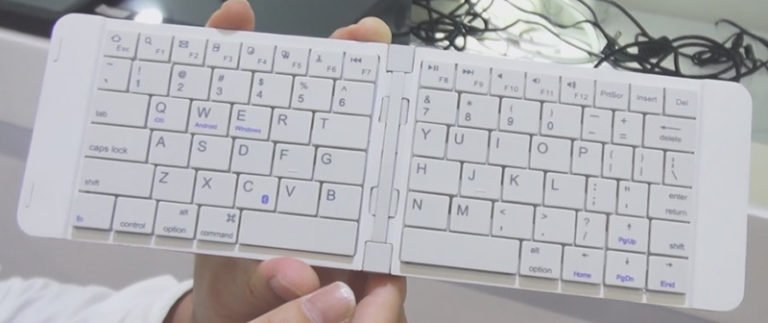 Esc F1 F2 F3 F4 F5 F6 F7
~ ! 1 @ 2 # 3 $ 4 % 5 ^ 6
tab Q iOS W Android E Windows R T
caps lock A S D F G
shift Z X C V B
fn control alt option ⌘ command
F8 F9 F10 F11 F12 PrtScr Insert Del
& 7 * 8 ( 9 ) 0 — + = delete
Y U I O P { [ } ] | \
H J K L : ; " ' enter return
N M < , > . ? / PgUp shift
alt option Home PgDn End